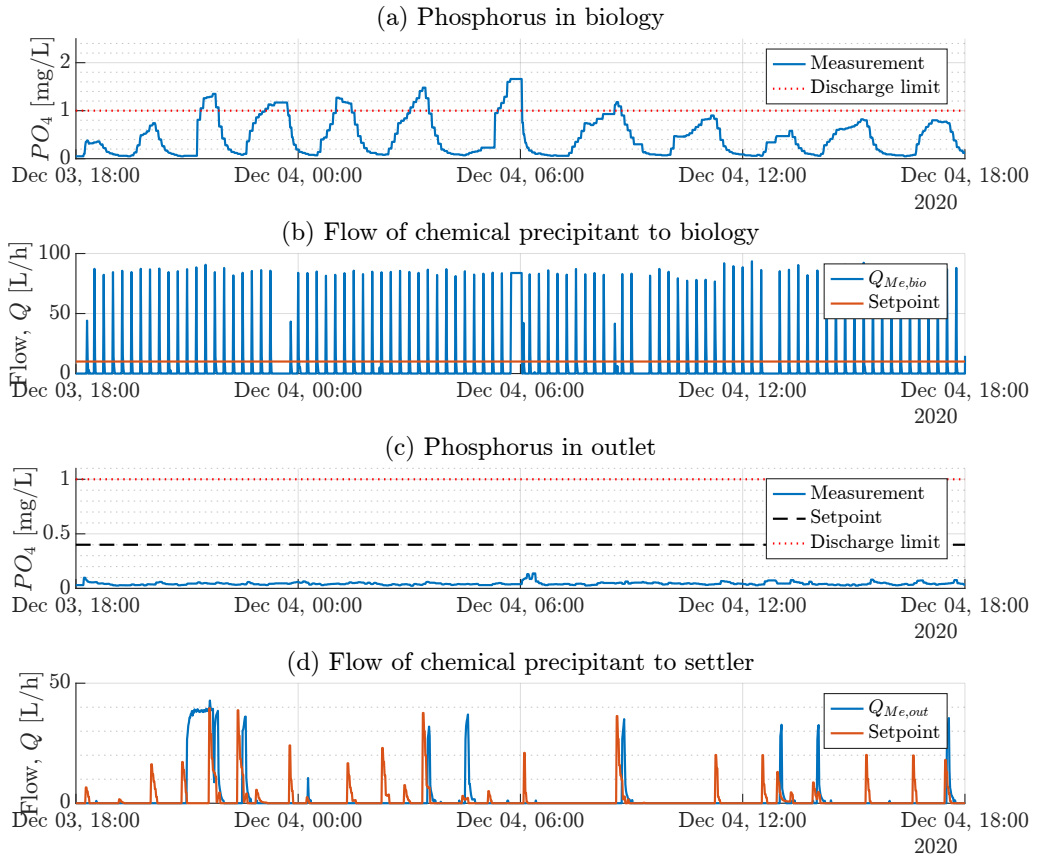 (a) Phosphorus in biology
PO4 [mg/L]
2
1
0
Measurement
Discharge limit
Dec 03, 18:00 Dec 04, 00:00 Dec 04, 06:00 Dec 04, 12:00 Dec 04, 18:00
2020
(b) Flow of chemical precipitant to biology
Flow, Q [L/h]
100
50
0
Q_{Me,bio}
Setpoint
Dec 03, 18:00 Dec 04, 00:00 Dec 04, 06:00 Dec 04, 12:00 Dec 04, 18:00
2020
(c) Phosphorus in outlet
PO4 [mg/L]
1
0.5
0
Measurement
Setpoint
Discharge limit
Dec 03, 18:00 Dec 04, 00:00 Dec 04, 06:00 Dec 04, 12:00 Dec 04, 18:00
2020
(d) Flow of chemical precipitant to settler
Flow, Q [L/h]
50
0
Q_{Me,out}
Setpoint
Dec 03, 18:00 Dec 04, 00:00 Dec 04, 06:00 Dec 04, 12:00 Dec 04, 18:00
2020